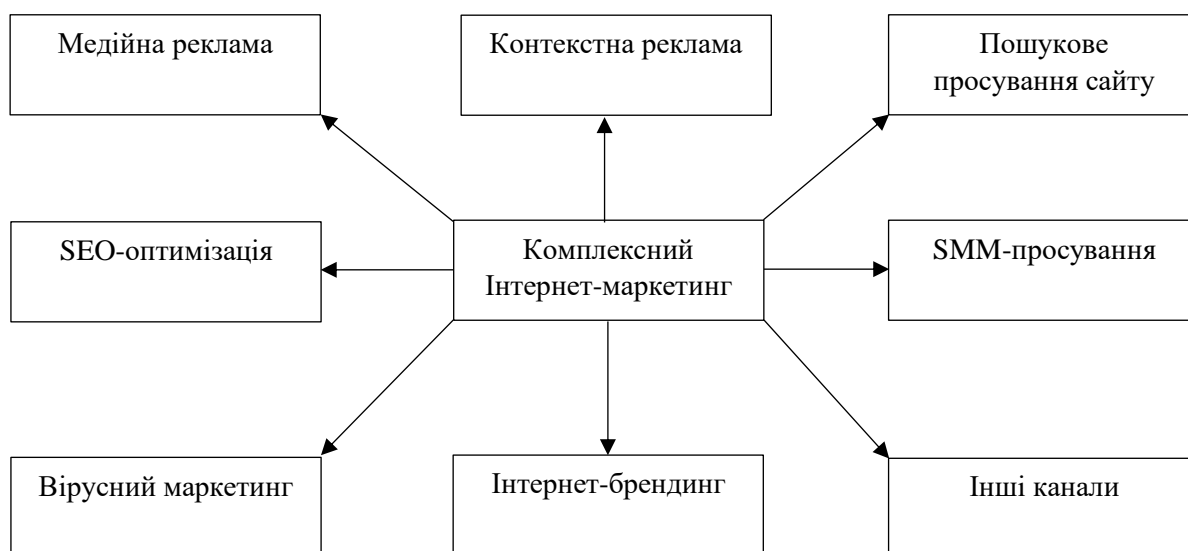 Медійна реклама
Контекстна реклама
Пошукове
просування сайту
SEO-оптимізація
Комплексний
Інтернет-маркетинг
SMM-просування
Вірусний маркетинг
Інтернет-брендинг
Інші канали